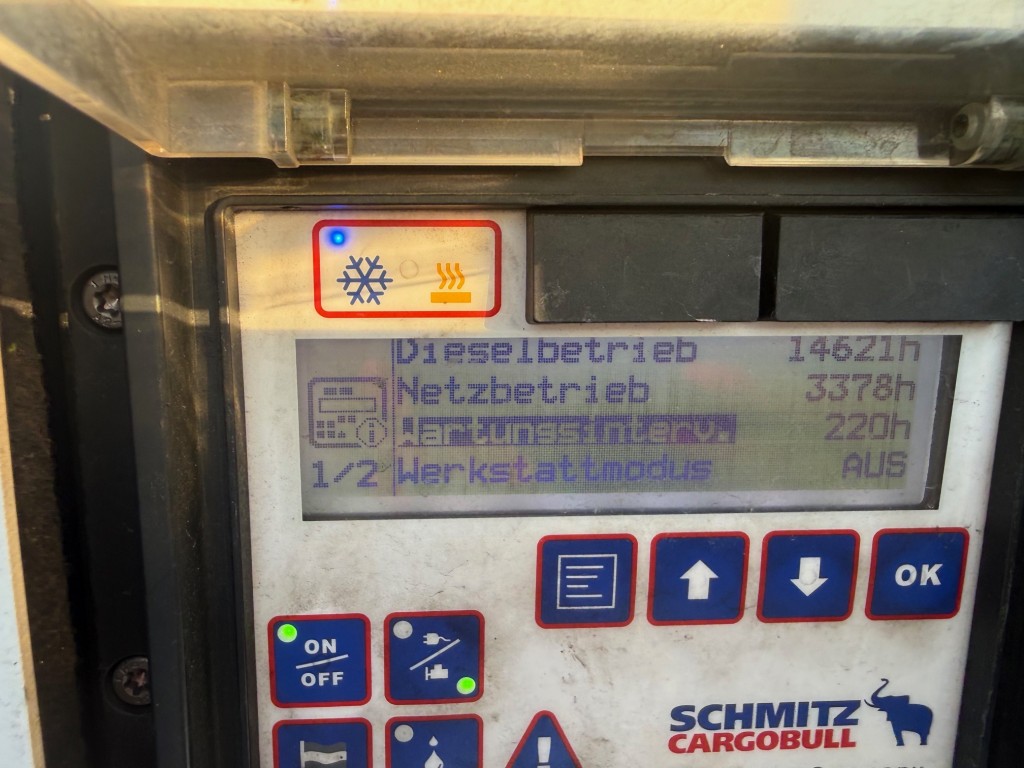 Dieselbetrieb 14621h
Netzbetrieb 3378h
Wartungsinterv. 220h
1/2 Werkstattmodus AUS
OK
ON
OFF
SCHMITZ
CARGOBULL